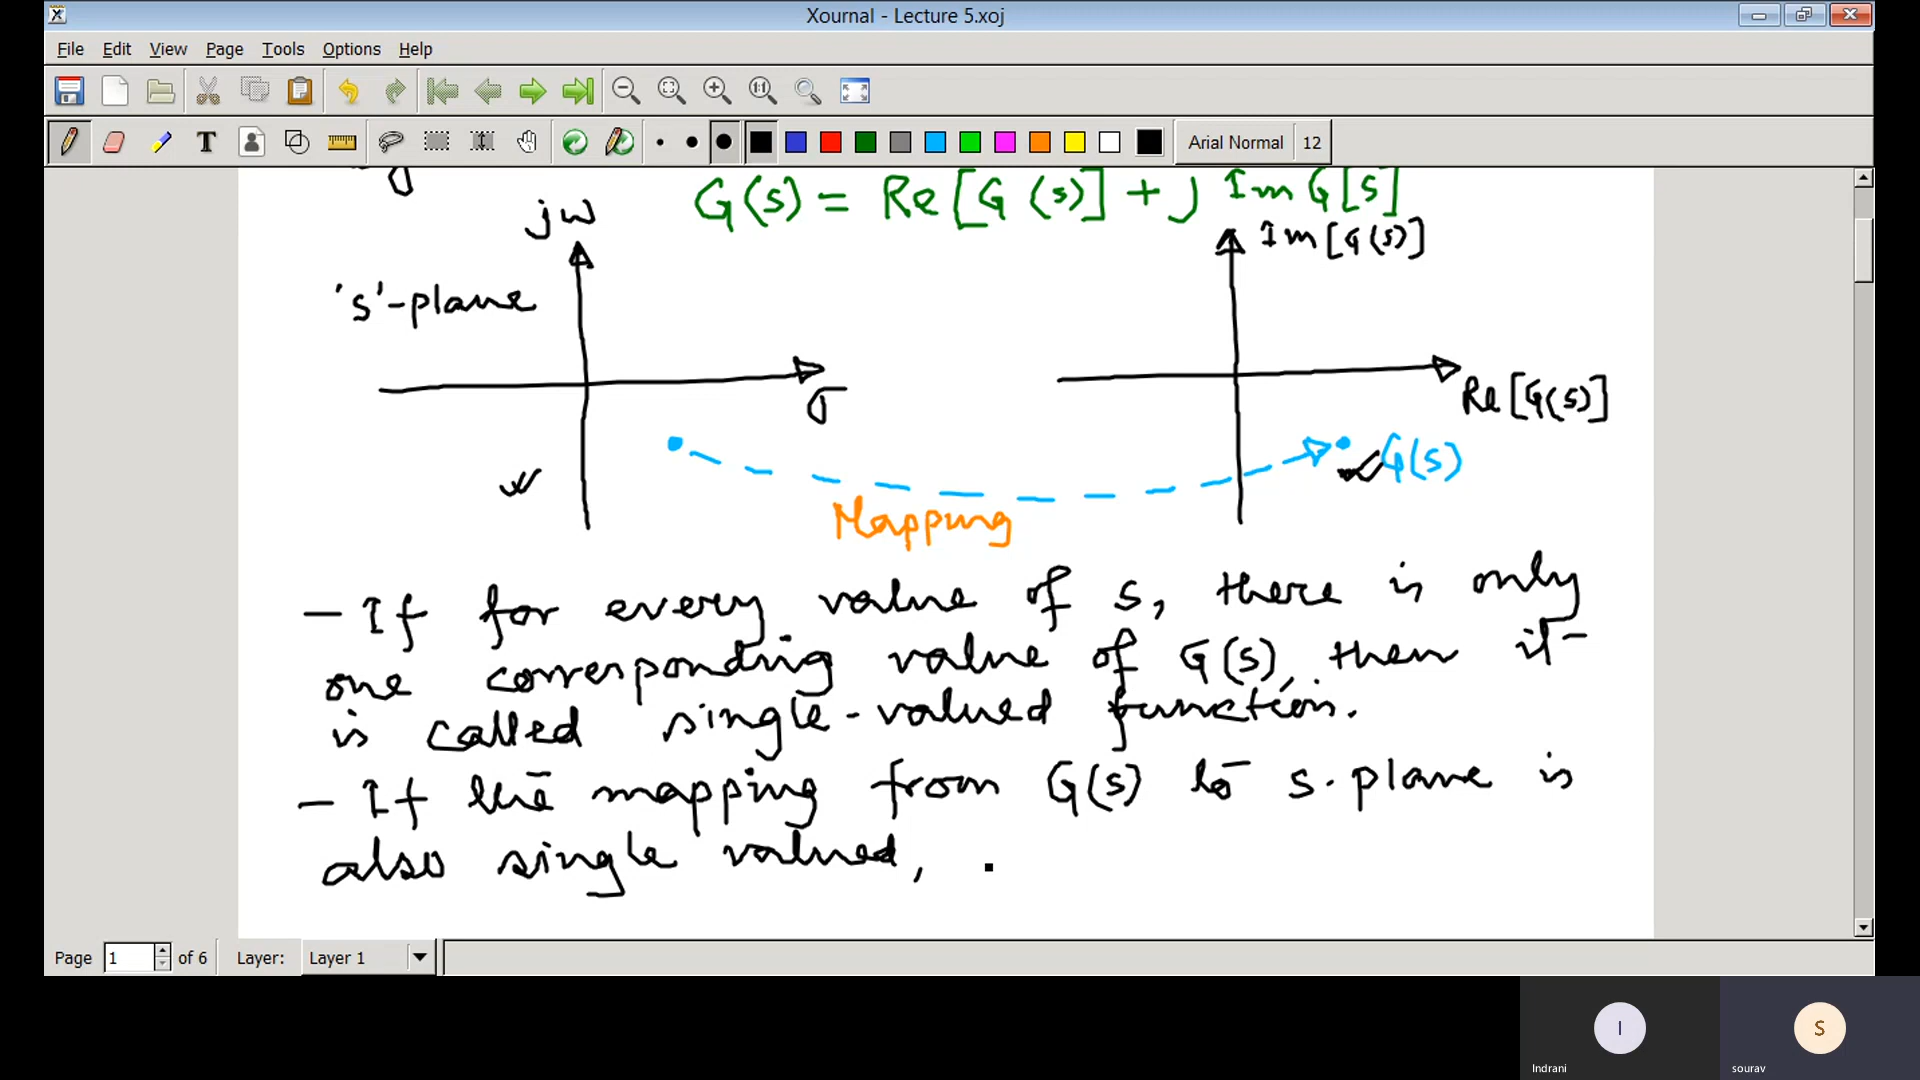 Xournal - Lecture 5.xoj
File Edit View Page Tools Options Help
Arial Normal 12
G(s) = Re[G(s)] + j Im G[s]
jω
Im[G(s)]
's'-plane
Re[G(s)]
σ
G(s)
Mapping
- If for every value of s, there is only
one corresponding value of G(s), then it
is called single-valued function.
- If the mapping from G(s) to s-plane is
also single valued,
Page 1 of 6 Layer: Layer 1
I
S
Indrani
sourav